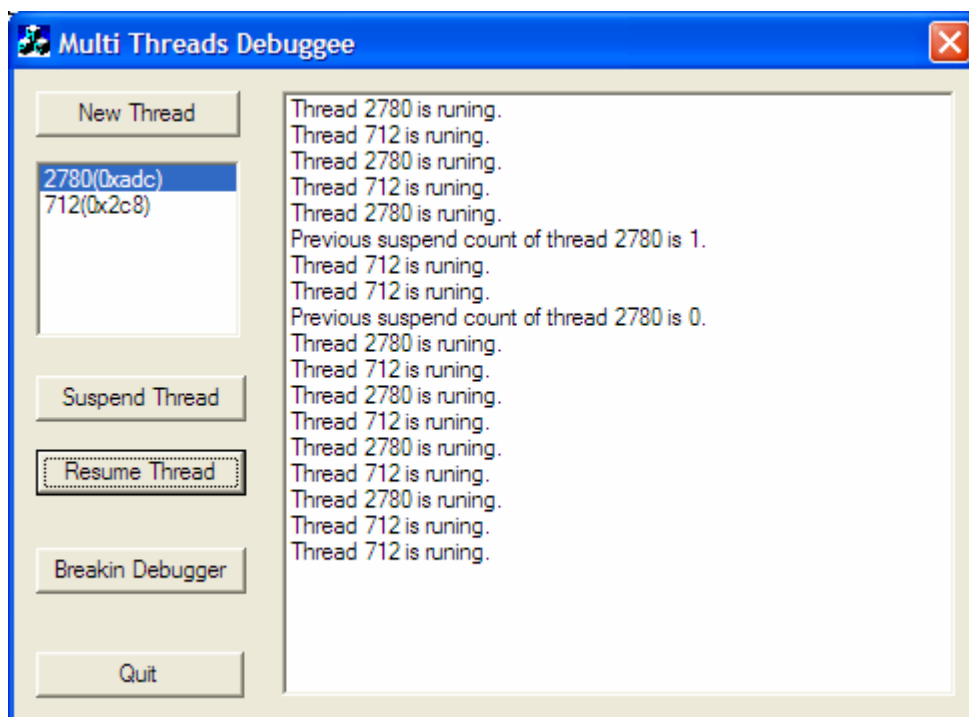 Multi Threads Debuggee
New Thread
2780(0xadc)
712(0x2c8)
Suspend Thread
Resume Thread
Breakin Debugger
Quit
Thread 2780 is runing.
Thread 712 is runing.
Thread 2780 is runing.
Thread 712 is runing.
Thread 2780 is runing.
Previous suspend count of thread 2780 is 1.
Thread 712 is runing.
Thread 712 is runing.
Previous suspend count of thread 2780 is 0.
Thread 2780 is runing.
Thread 712 is runing.
Thread 2780 is runing.
Thread 712 is runing.
Thread 2780 is runing.
Thread 712 is runing.
Thread 2780 is runing.
Thread 712 is runing.
Thread 712 is runing.